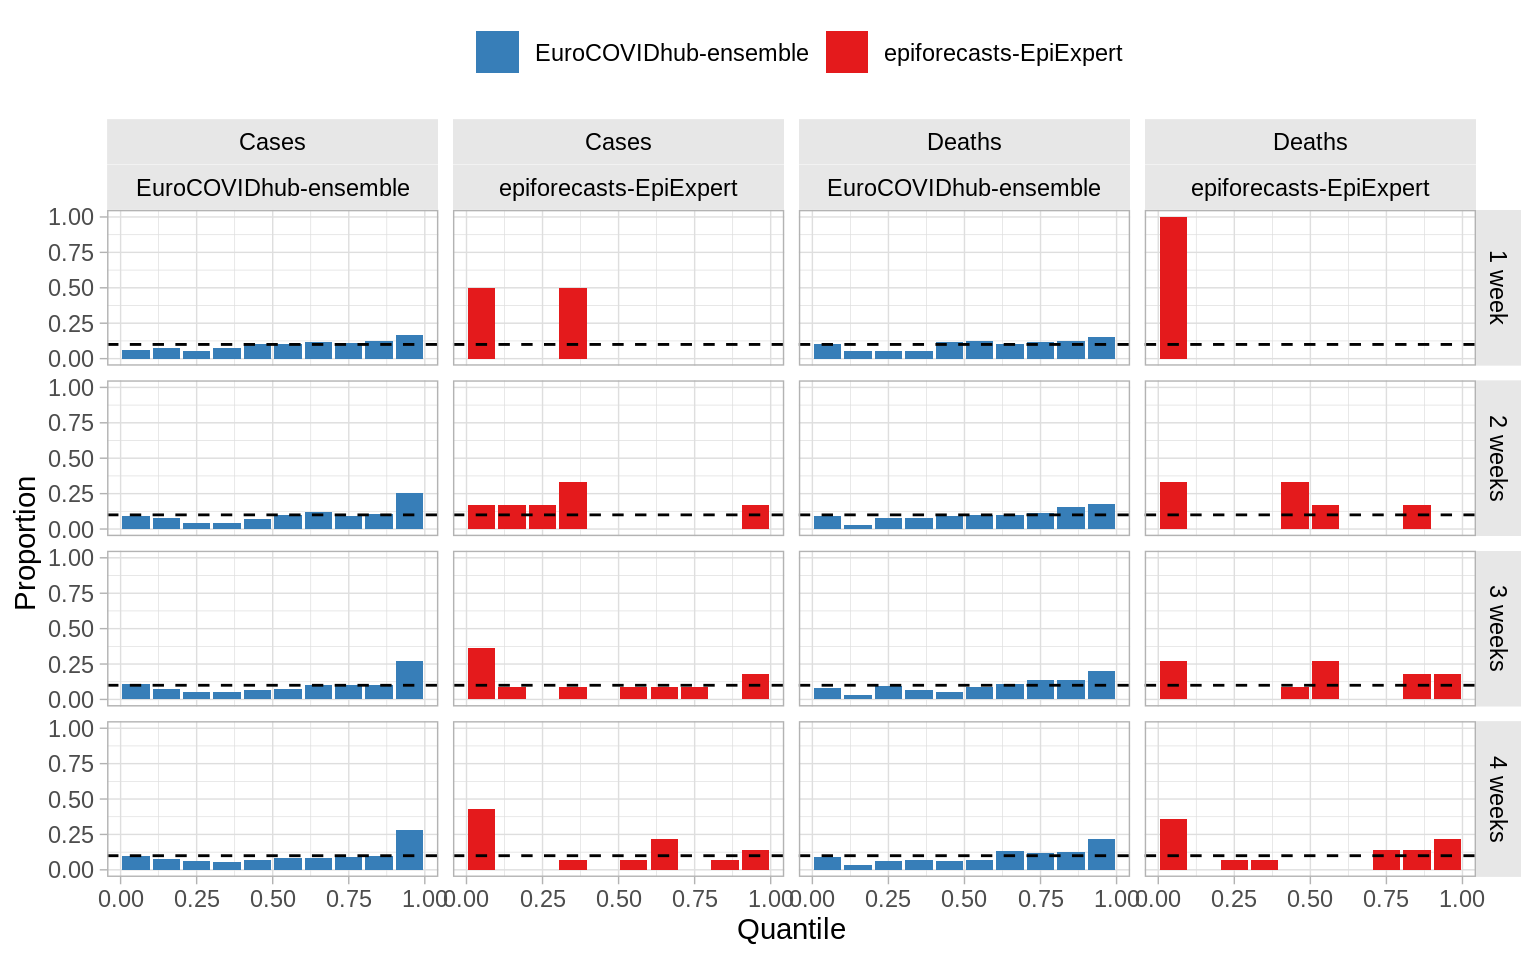 EuroCOVIDhub-ensemble epiforecasts-EpiExpert
Cases Cases Deaths Deaths
EuroCOVIDhub-ensemble epiforecasts-EpiExpert EuroCOVIDhub-ensemble epiforecasts-EpiExpert
1.00
0.75
0.50
0.25
0.00
1 week
1.00
0.75
0.50
0.25
0.00
2 weeks
1.00
0.75
0.50
0.25
0.00
3 weeks
1.00
0.75
0.50
0.25
0.00
4 weeks
Proportion
0.00 0.25 0.50 0.75 1.00 0.00 0.25 0.50 0.75 1.00 0.00 0.25 0.50 0.75 1.00 0.00 0.25 0.50 0.75 1.00
Quantile